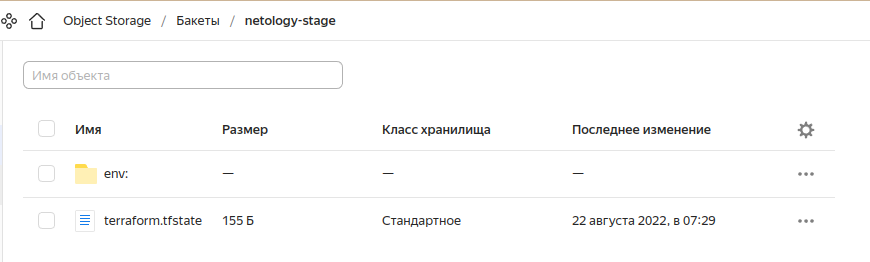 Object Storage / Бакеты / netology-stage
Имя объекта
Имя Размер Класс хранилища Последнее изменение
env: — — —
terraform.tfstate 155 Б Стандартное 22 августа 2022, в 07:29